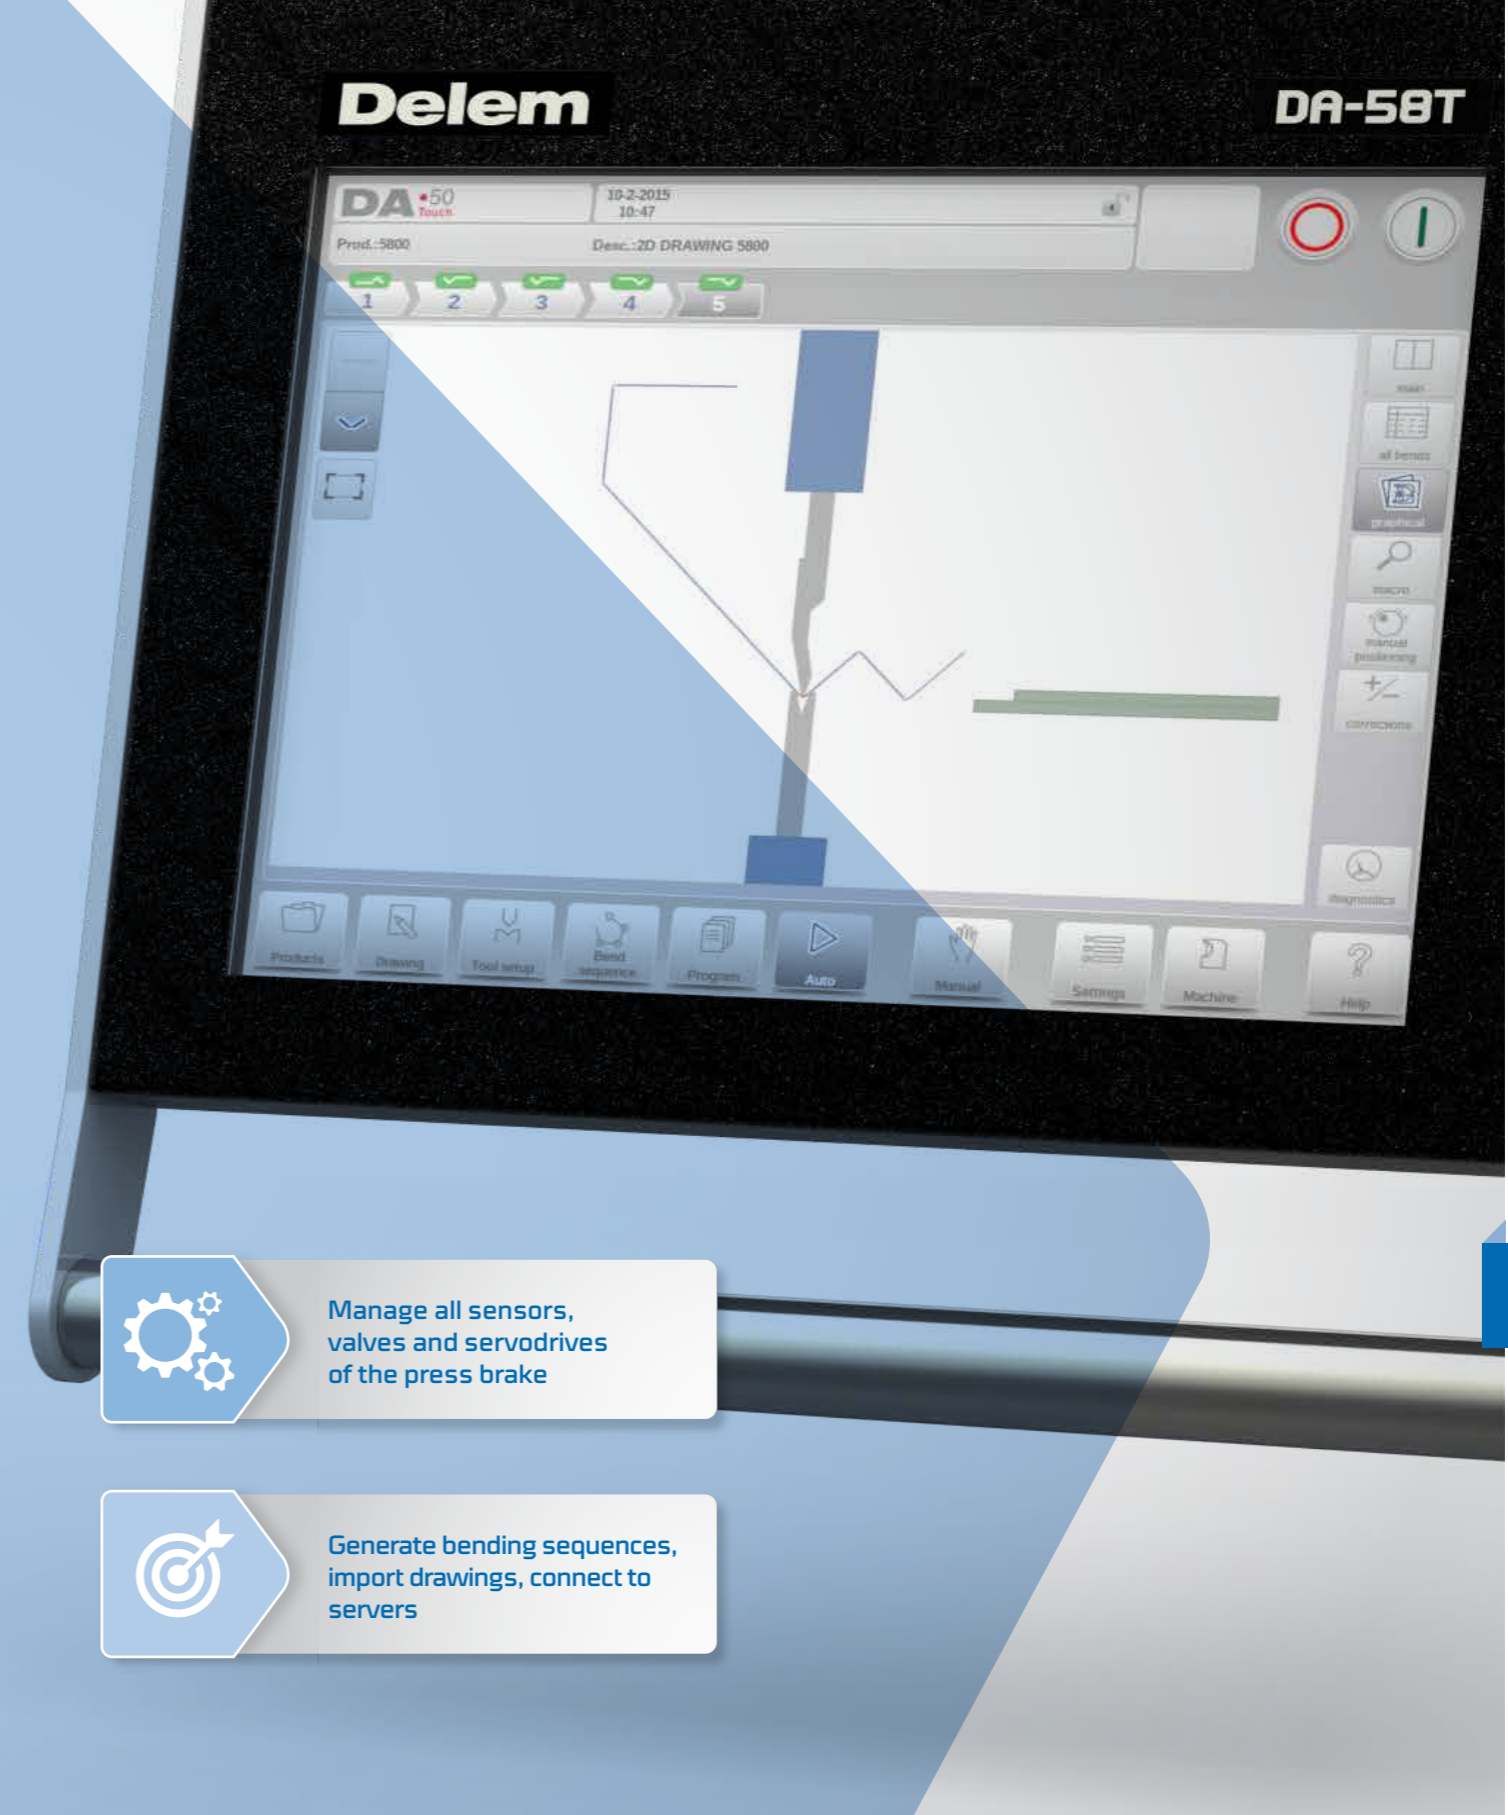 Delem
DA-58T
DA•50
Touch
10-2-2015
10:47
Prod.:5800
Desc.:2D DRAWING 5800
1
2
3
4
5
main
all bends
graphical
macro
manual
positioning
+/-
corrections
diagnostics
Products
Drawing
Tool setup
Bend
sequence
Program
Auto
Manual
Settings
Machine
?
Help
Manage all sensors,
valves and servodrives
of the press brake
Generate bending sequences,
import drawings, connect to
servers